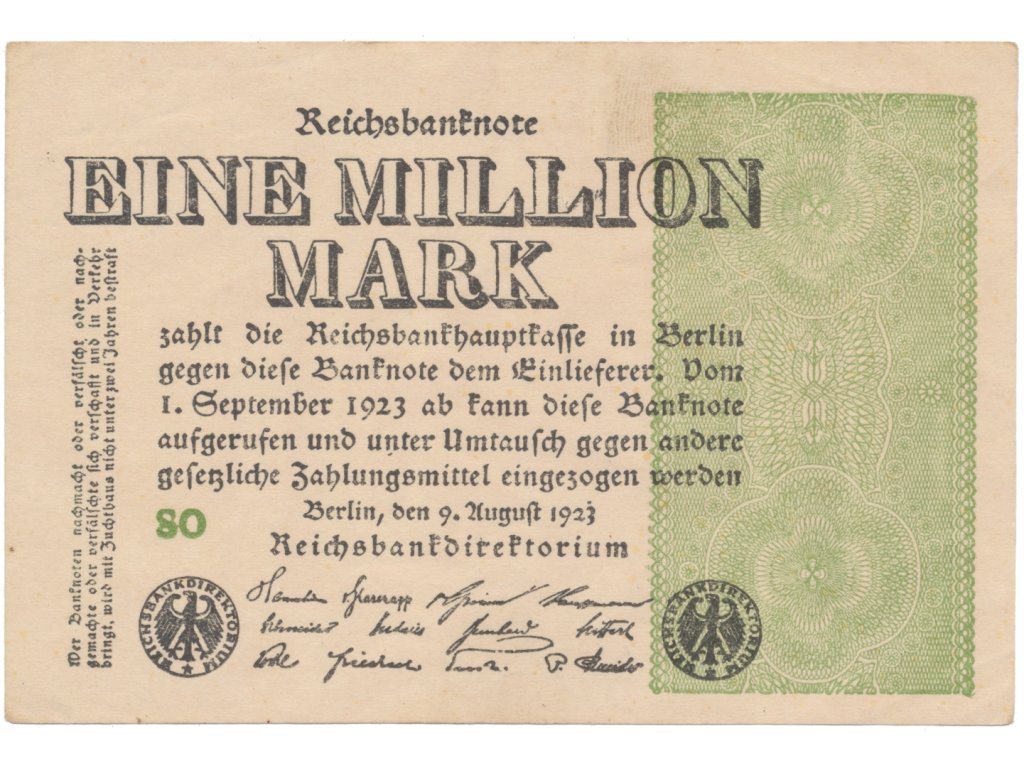 Reichsbanknote
EINE MILLION
MARK
zahlt die Reichsbankhauptkasse in Berlin
gegen diese Banknote dem Einlieferer. Vom
1. September 1923 ab kann diese Banknote
aufgerufen und unter Umtausch gegen andere
gesetzliche Zahlungsmittel eingezogen werden
Berlin, den 9. August 1923
Reichsbankdirektorium
SO
Wer Banknoten nachmacht oder verfälscht oder nach-
gemachte oder verfälschte sich verschafft und in Verkehr
bringt, wird mit Zuchthaus nicht unter zwei Jahren bestraft
REICHSBANKDIREKTORIUM
REICHSBANKDIREKTORIUM